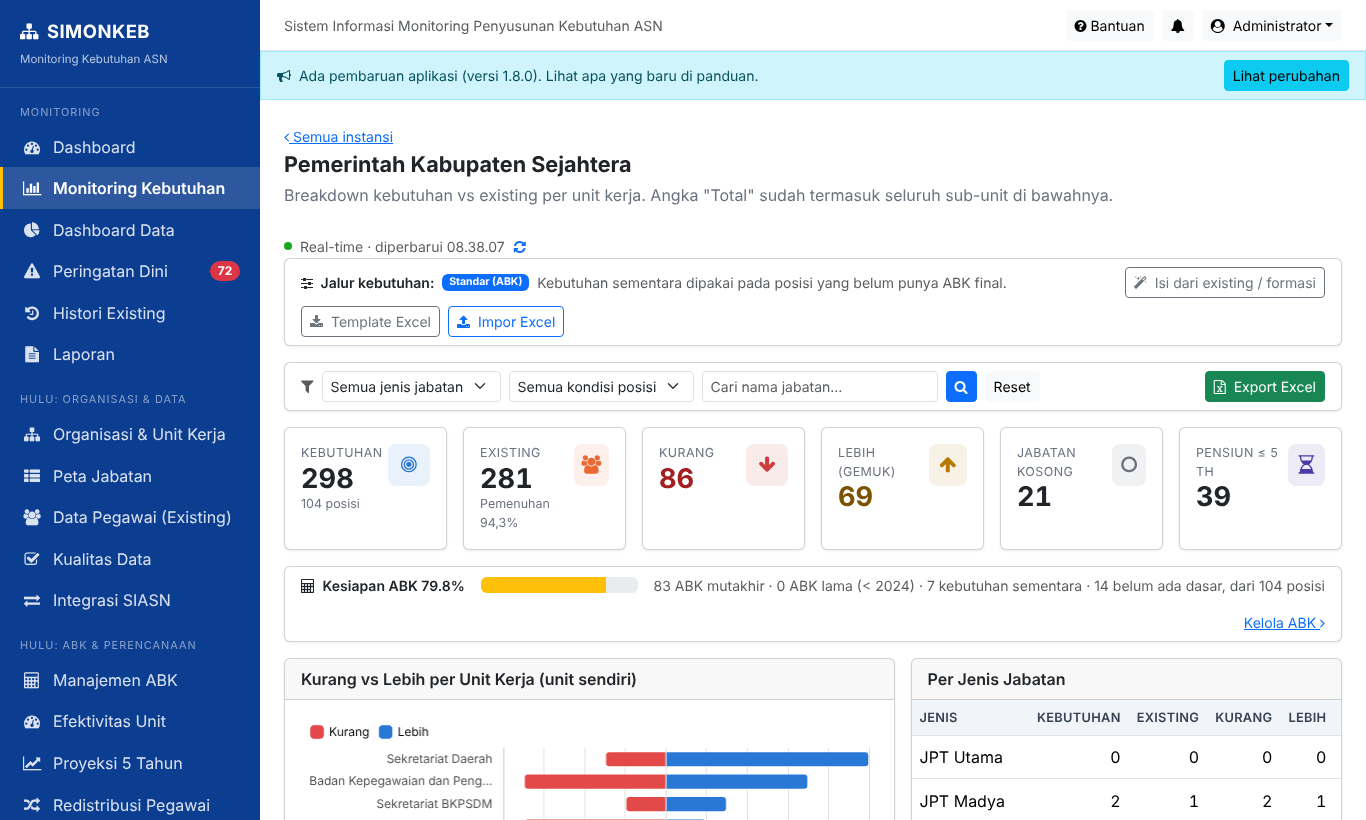 SIMONKEB
Monitoring Kebutuhan ASN
MONITORING
Dashboard
Monitoring Kebutuhan
Dashboard Data
Peringatan Dini 72
Histori Existing
Laporan
HULU: ORGANISASI & DATA
Organisasi & Unit Kerja
Peta Jabatan
Data Pegawai (Existing)
Kualitas Data
Integrasi SIASN
HULU: ABK & PERENCANAAN
Manajemen ABK
Efektivitas Unit
Proyeksi 5 Tahun
Redistribusi Pegawai
Sistem Informasi Monitoring Penyusunan Kebutuhan ASN
Bantuan
Administrator
Ada pembaruan aplikasi (versi 1.8.0). Lihat apa yang baru di panduan.
Lihat perubahan
Semua instansi
Pemerintah Kabupaten Sejahtera
Breakdown kebutuhan vs existing per unit kerja. Angka "Total" sudah termasuk seluruh sub-unit di bawahnya.
Real-time · diperbarui 08.38.07
Jalur kebutuhan: Standar (ABK) Kebutuhan sementara dipakai pada posisi yang belum punya ABK final.
Isi dari existing / formasi
Template Excel
Impor Excel
Semua jenis jabatan
Semua kondisi posisi
Cari nama jabatan...
Reset
Export Excel
KEBUTUHAN
298
104 posisi
EXISTING
281
Pemenuhan
94,3%
KURANG
86
LEBIH
(GEMUK)
69
JABATAN
KOSONG
21
PENSIUN ≤ 5
TH
39
Kesiapan ABK 79.8%
83 ABK mutakhir · 0 ABK lama (< 2024) · 7 kebutuhan sementara · 14 belum ada dasar, dari 104 posisi
Kelola ABK
Kurang vs Lebih per Unit Kerja (unit sendiri)
Kurang Lebih
Sekretariat Daerah
Badan Kepegawaian dan Peng...
Sekretariat BKPSDM
Per Jenis Jabatan
JENIS KEBUTUHAN EXISTING KURANG LEBIH
JPT Utama 0 0 0 0
JPT Madya 2 1 2 1